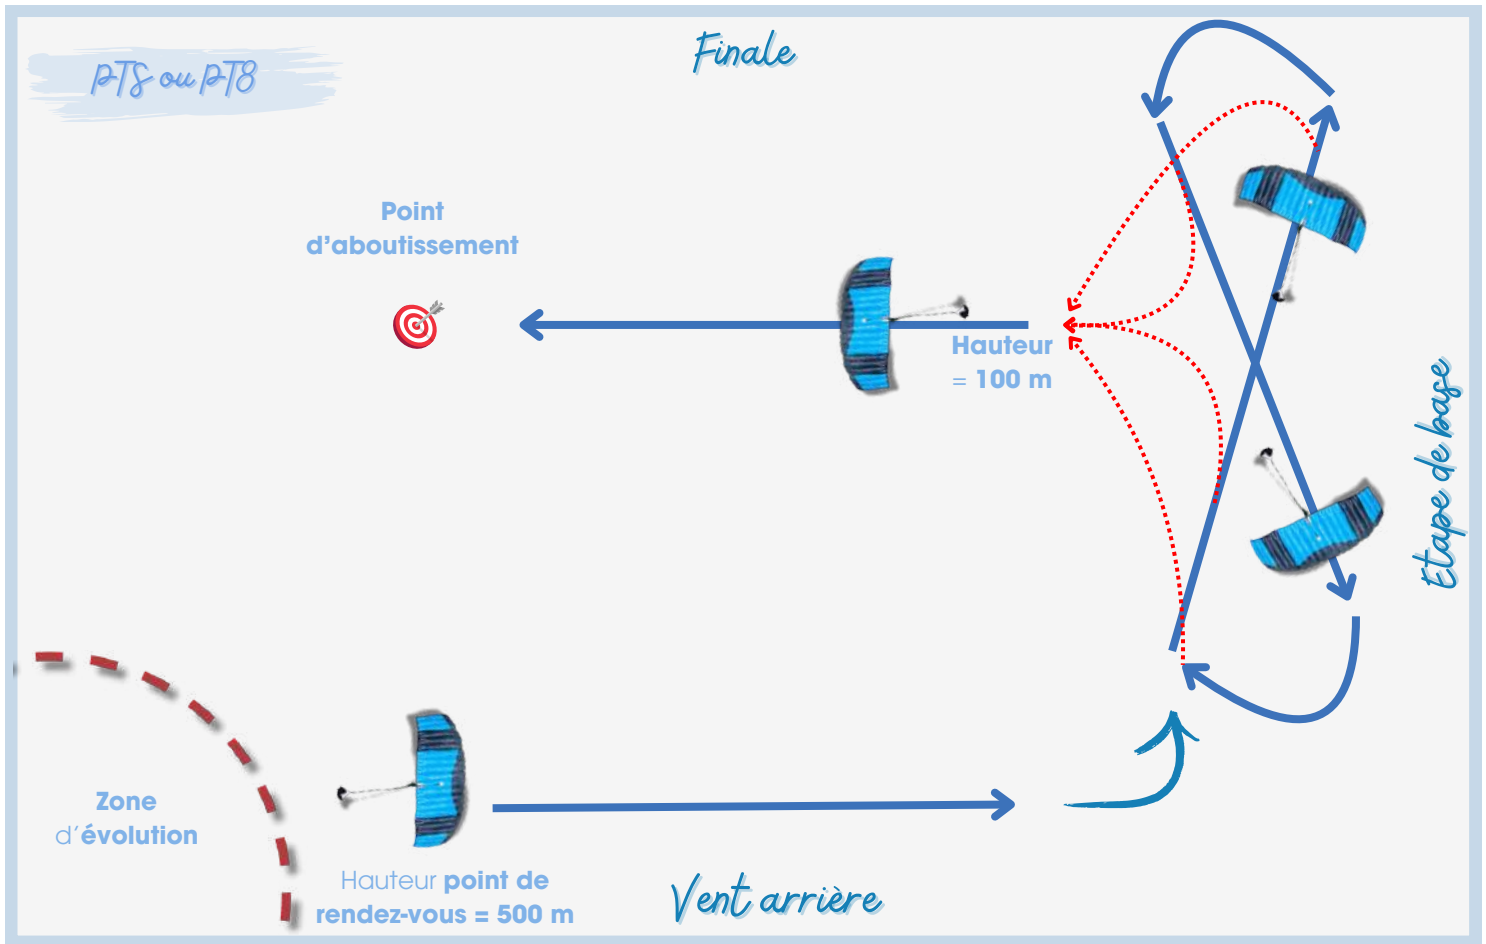 PTS ou PT8
Finale
Point
d'aboutissement
Hauteur
= 100 m
Etape de base
Zone
d'évolution
Hauteur point de
rendez-vous = 500 m
Vent arrière